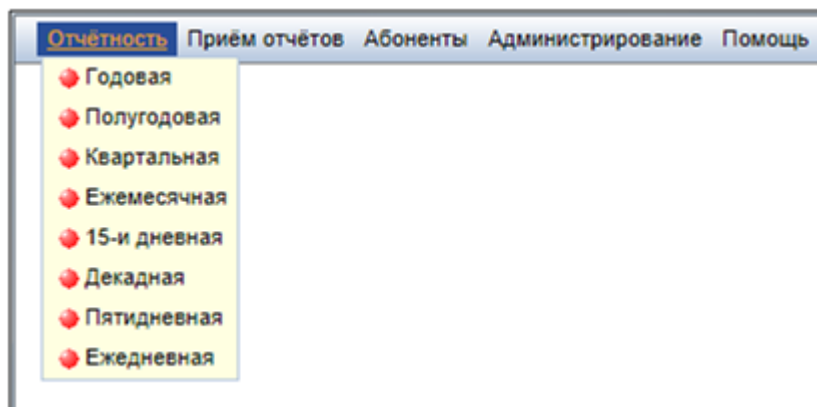 Отчётность Приём отчётов Абоненты Администрирование Помощь
Годовая
Полугодовая
Квартальная
Ежемесячная
15-и дневная
Декадная
Пятидневная
Ежедневная